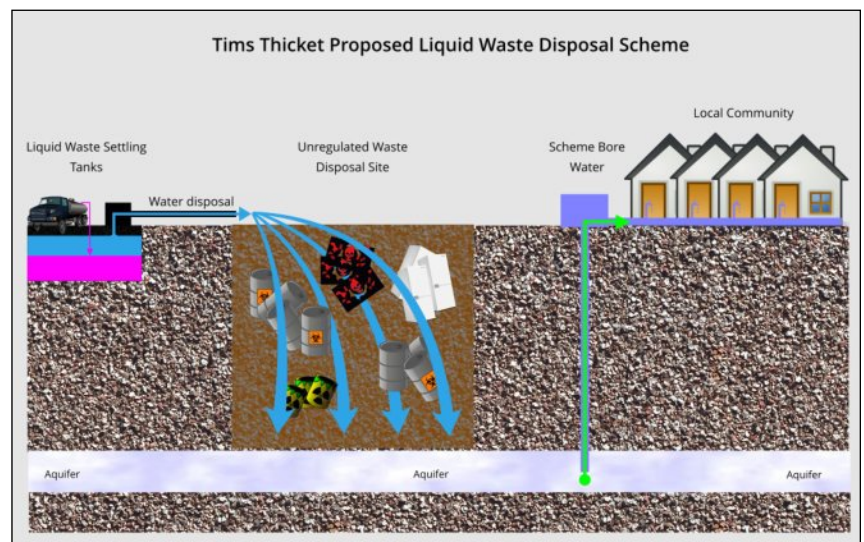 Tims Thicket Proposed Liquid Waste Disposal Scheme
Local Community
Liquid Waste Settling
Tanks
Unregulated Waste
Disposal Site
Scheme Bore
Water
Water disposal
Aquifer
Aquifer
Aquifer